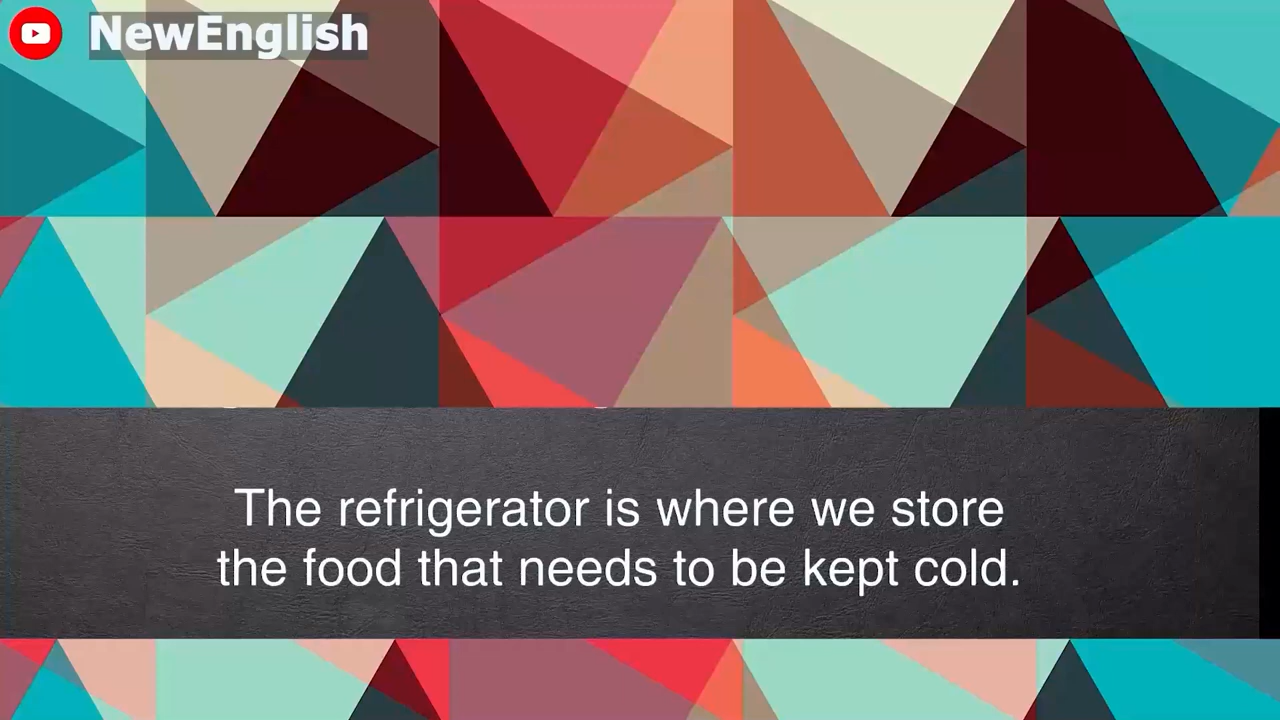 NewEnglish
The refrigerator is where we store
the food that needs to be kept cold.